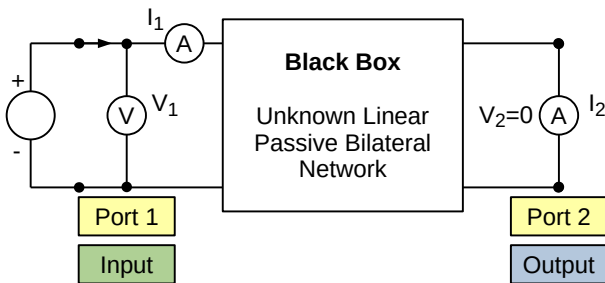 I1
A
+
-
V
V1
Black Box
Unknown Linear
Passive Bilateral
Network
V2=0
A
I2
Port 1
Input
Port 2
Output